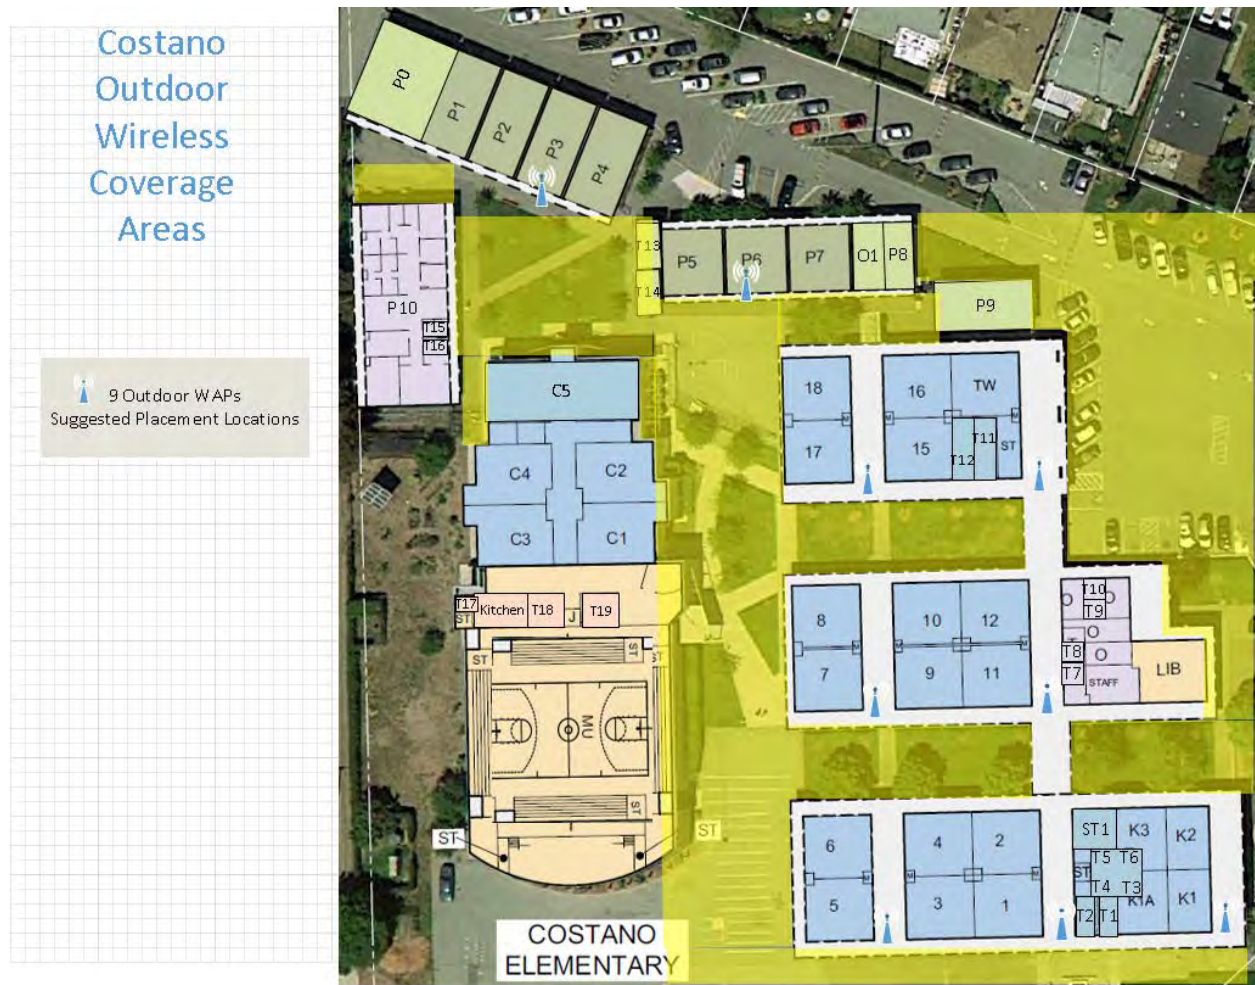 Costano
Outdoor
Wireless
Coverage
Areas
9 Outdoor WAPs
Suggested Placement Locations
P0
P1
P2
P3
P4
P10
T15
T16
T13
T14
P5
P6
P7
O1
P8
P9
C5
C4
C2
C3
C1
18
17
16
TW
15
T12
T11
ST
T17
ST
Kitchen
T18
J
T19
ST
ST
ST
MU
ST
ST
ST
8
7
10
12
9
11
O
T10
T9
O
T8
O
T7
STAFF
LIB
6
5
4
2
3
1
ST1
K3
K2
T5
T6
ST
T4
T3
K1A
K1
T2
T1
COSTANO
ELEMENTARY